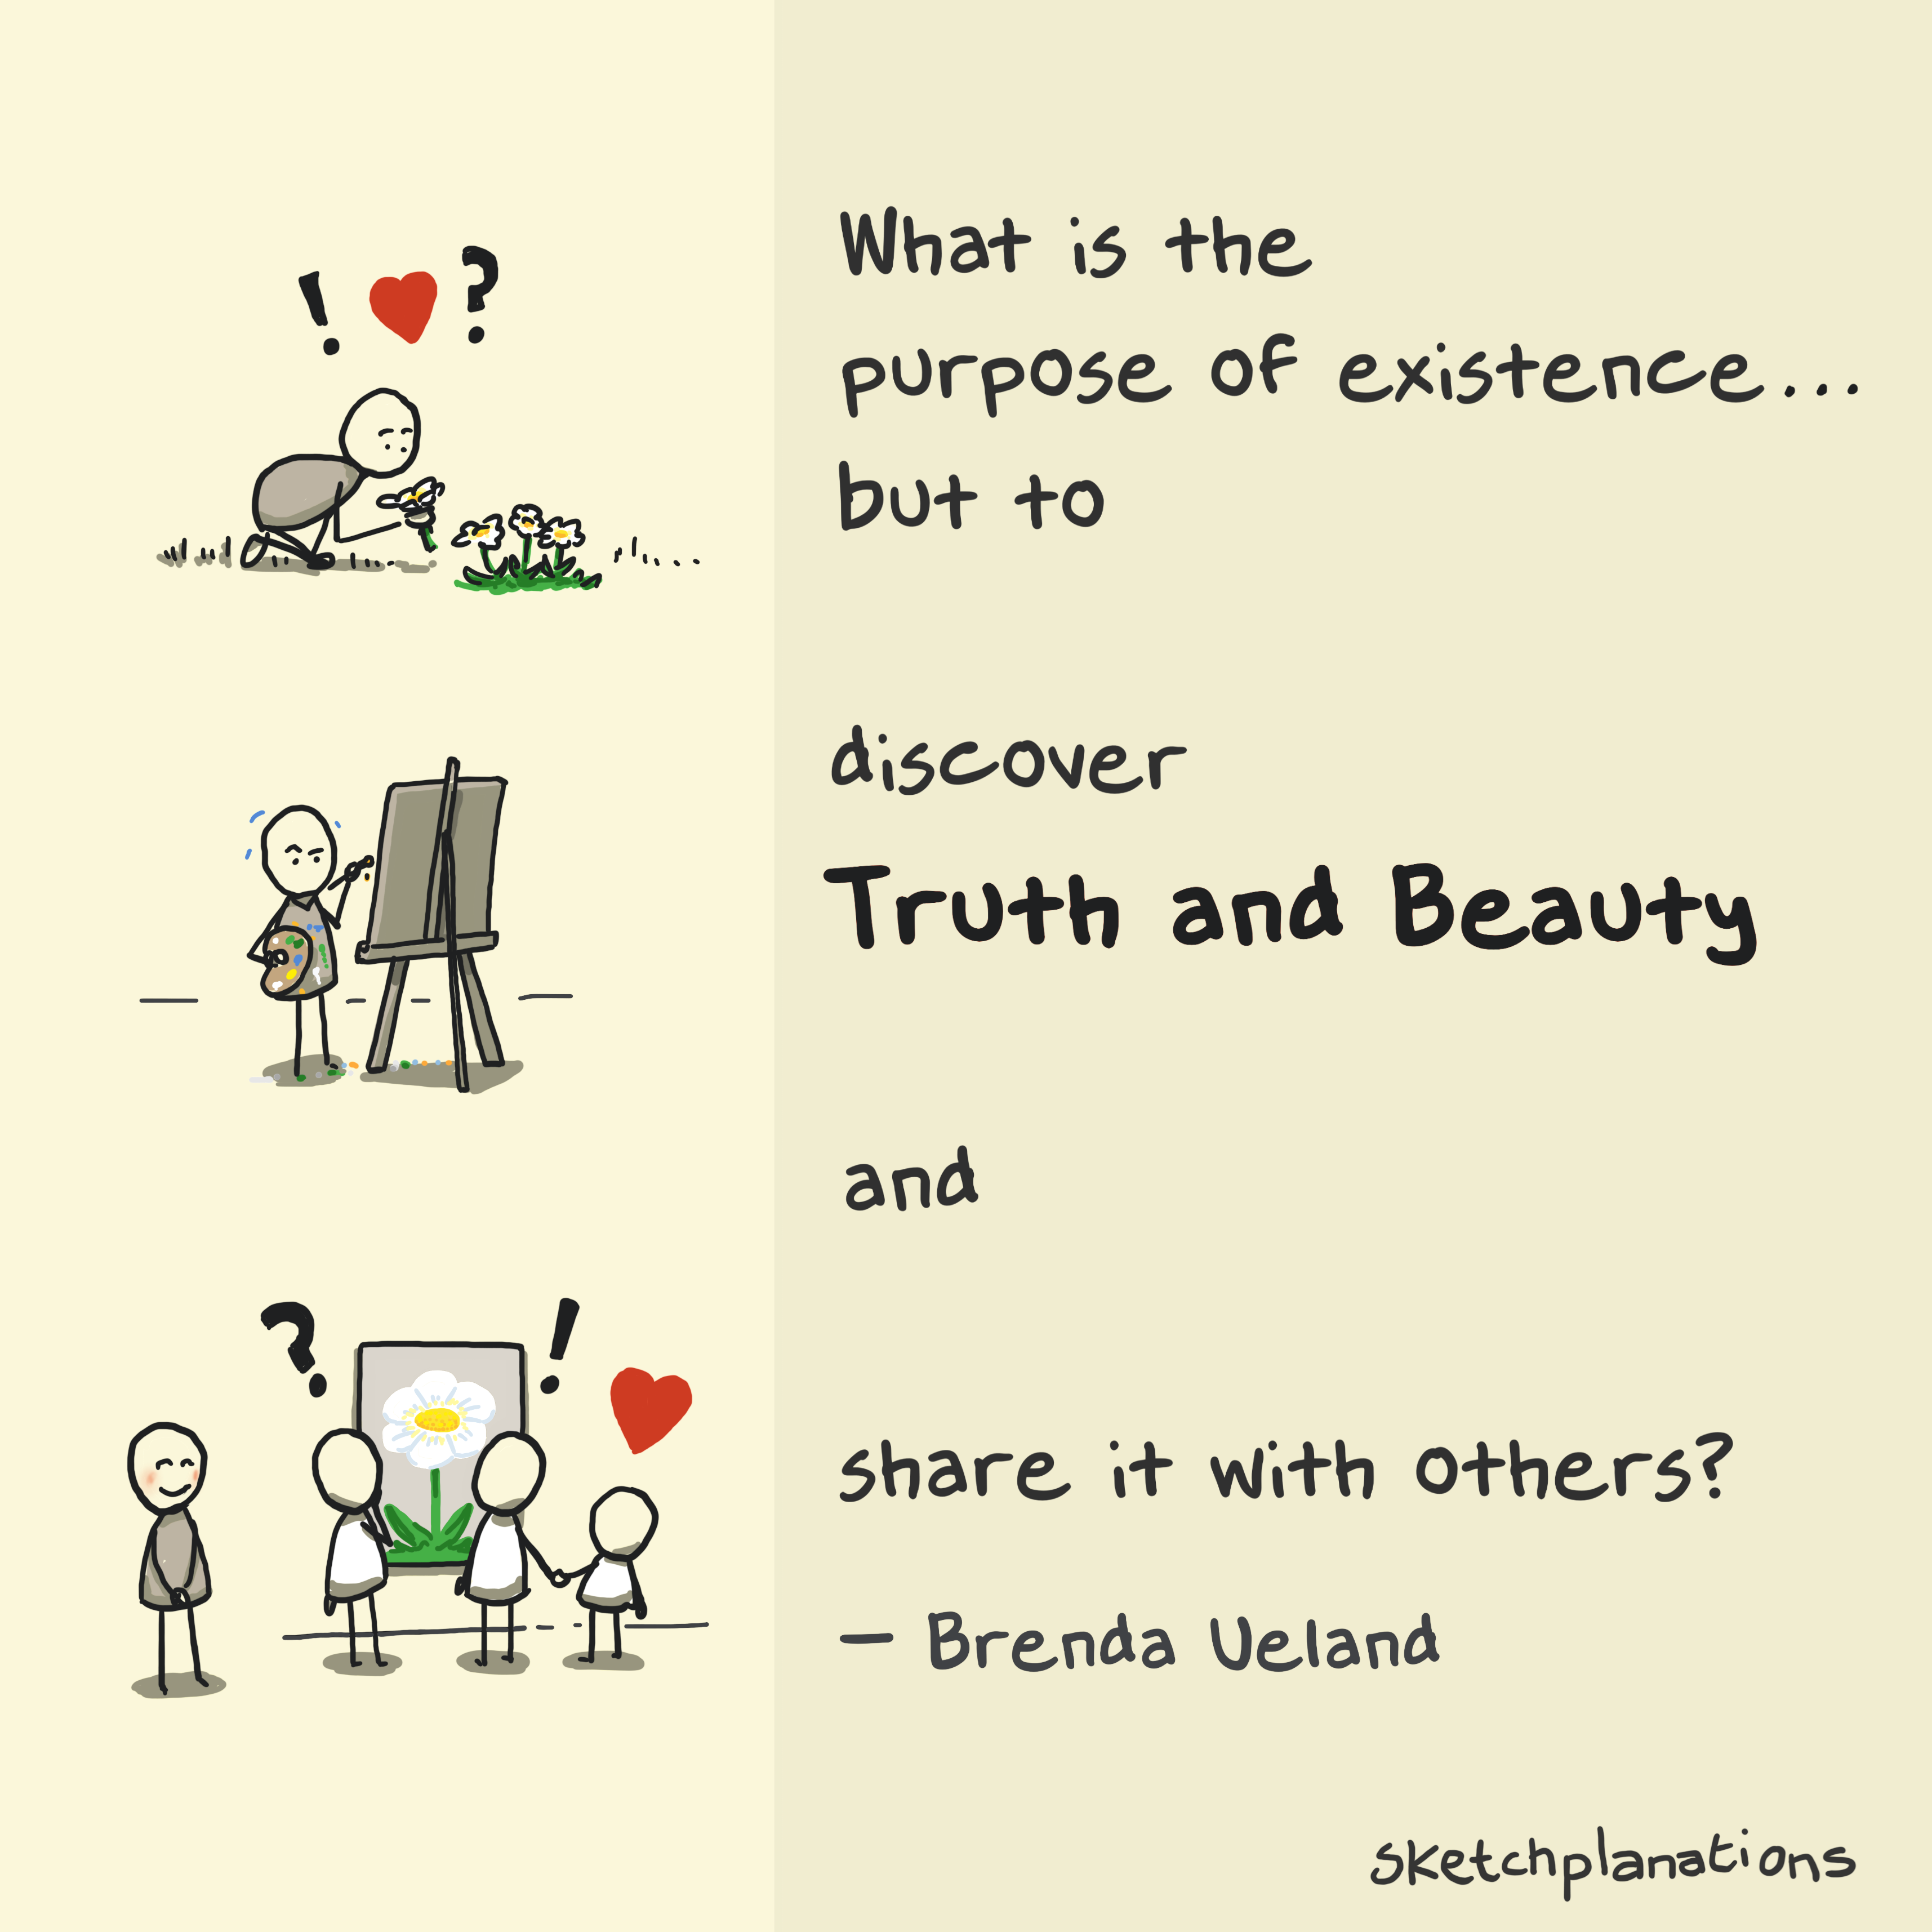 What is the
purpose of existence...
but to
discover
Truth and Beauty
and
share it with others?
— Brenda Ueland
sketchplanations
! ?
? !